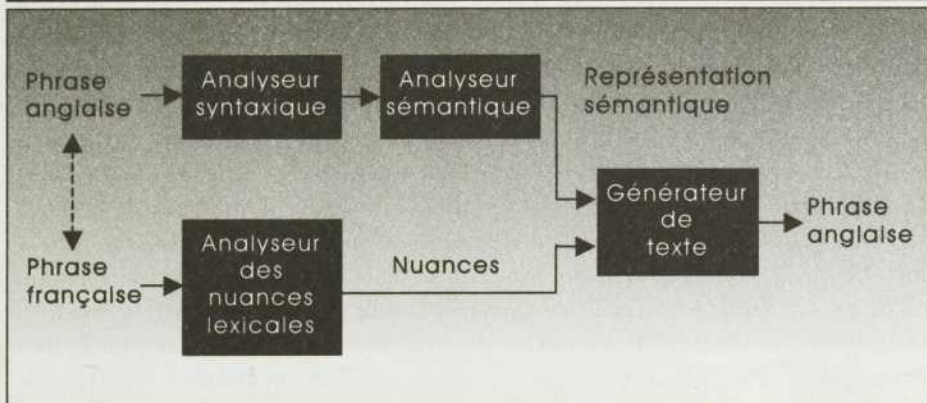 Phrase
anglaise
Analyseur
syntaxique
Analyseur
sémantique
Représentation
sémantique
Générateur
de
texte
Phrase
anglaise
Phrase
française
Analyseur
des
nuances
lexicales
Nuances